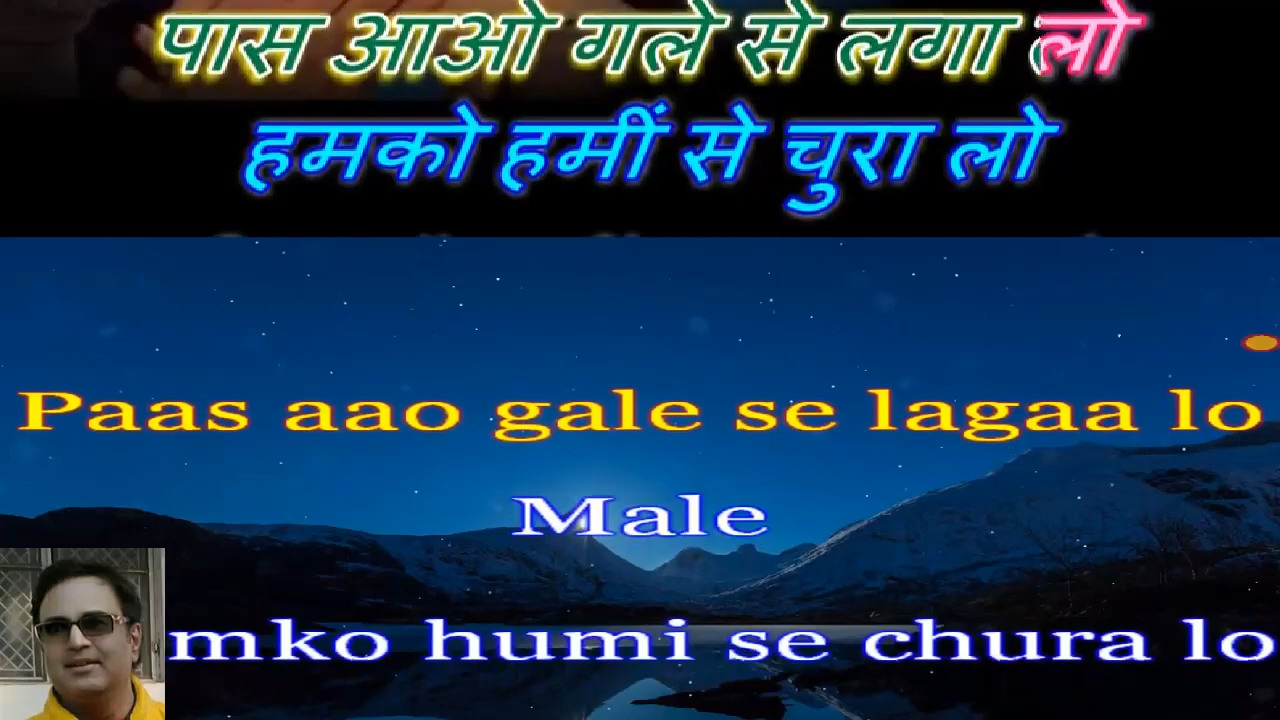 पास आओ गले से लगा लो
हमको हमीं से चुरा लो
Paas aao gale se lagaa lo
Male
mko humi se chura lo